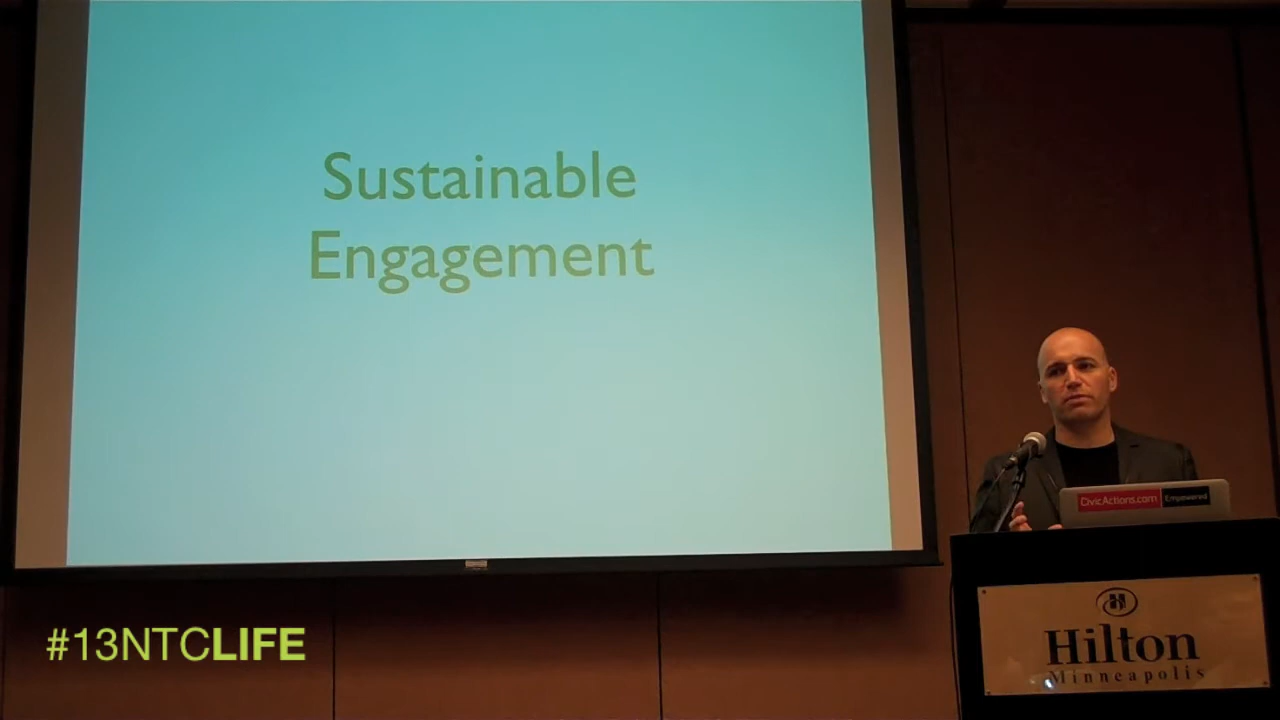 Sustainable
Engagement
CivicActions.com Empowered
Hilton
Minneapolis
#13NTCLIFE